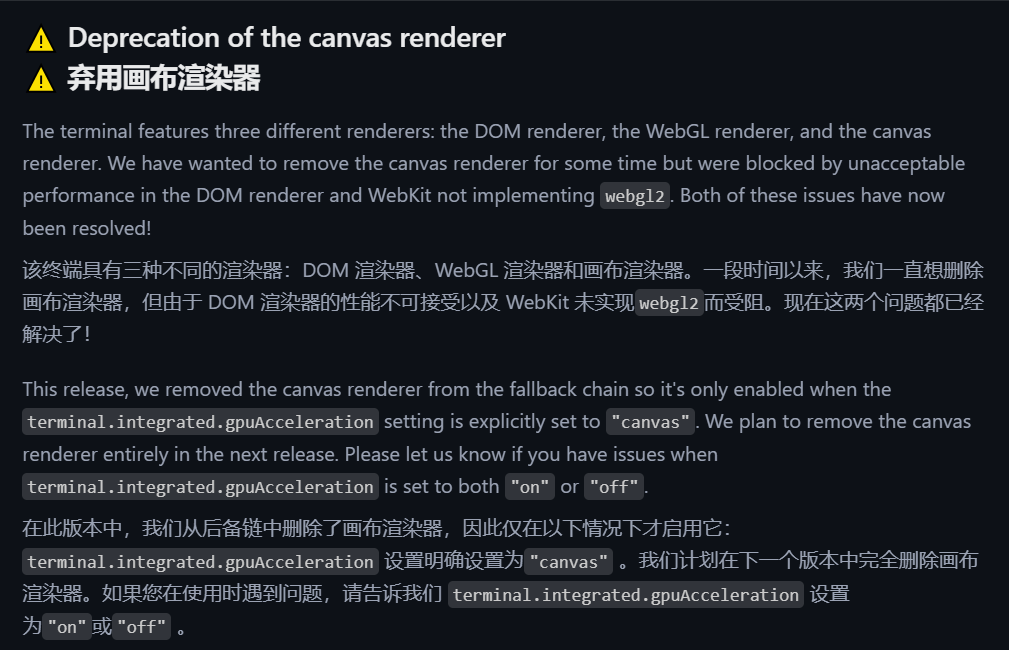 ⚠ Deprecation of the canvas renderer
⚠ 弃用画布渲染器
The terminal features three different renderers: the DOM renderer, the WebGL renderer, and the canvas
renderer. We have wanted to remove the canvas renderer for some time but were blocked by unacceptable
performance in the DOM renderer and WebKit not implementing webgl2. Both of these issues have now
been resolved!
该终端具有三种不同的渲染器：DOM 渲染器、WebGL 渲染器和画布渲染器。一段时间以来，我们一直想删除
画布渲染器，但由于 DOM 渲染器的性能不可接受以及 WebKit 未实现webgl2而受阻。现在这两个问题都已经
解决了！
This release, we removed the canvas renderer from the fallback chain so it's only enabled when the
terminal.integrated.gpuAcceleration setting is explicitly set to "canvas". We plan to remove the canvas
renderer entirely in the next release. Please let us know if you have issues when
terminal.integrated.gpuAcceleration is set to both "on" or "off".
在此版本中，我们从后备链中删除了画布渲染器，因此仅在以下情况下才启用它：
terminal.integrated.gpuAcceleration 设置明确设置为"canvas" 。我们计划在下一个版本中完全删除画布
渲染器。如果您在使用时遇到问题，请告诉我们 terminal.integrated.gpuAcceleration 设置
为"on"或"off" 。